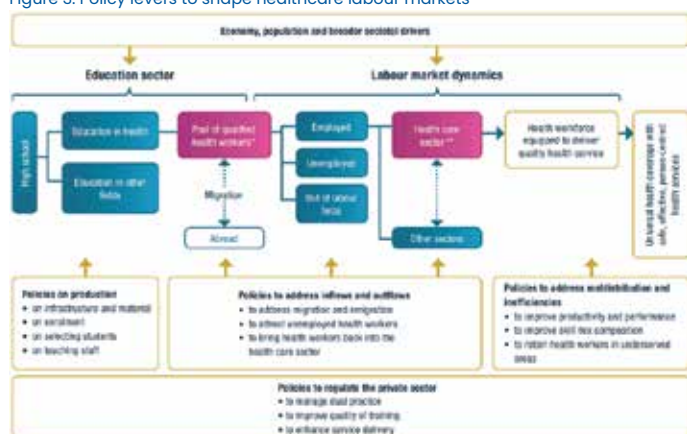 Figure 3. Policy levers to shape healthcare labour markets
Economy, population and broader societal drivers
Education sector
Labour market dynamics
High school
Education in health
Education in other
fields
Pool of qualified
health workers*
Migration
Abroad
Employed
Unemployed
Out of labour
force
Health care
sector**
Other sectors
Health workforce
equipped to deliver
quality health service
Universal health coverage with
safe, effective, person-centred
health services
Policies on production
• on infrastructure and material
• on enrolment
• on selecting students
• on teaching staff
Policies to address inflows and outflows
• to address migration and emigration
• to attract unemployed health workers
• to bring health workers back into the
health care sector
Policies to address maldistribution and
inefficiencies
• to improve productivity and performance
• to improve skill mix composition
• to retain health workers in underserved
areas
Policies to regulate the private sector
• to manage dual practice
• to improve quality of training
• to enhance service delivery